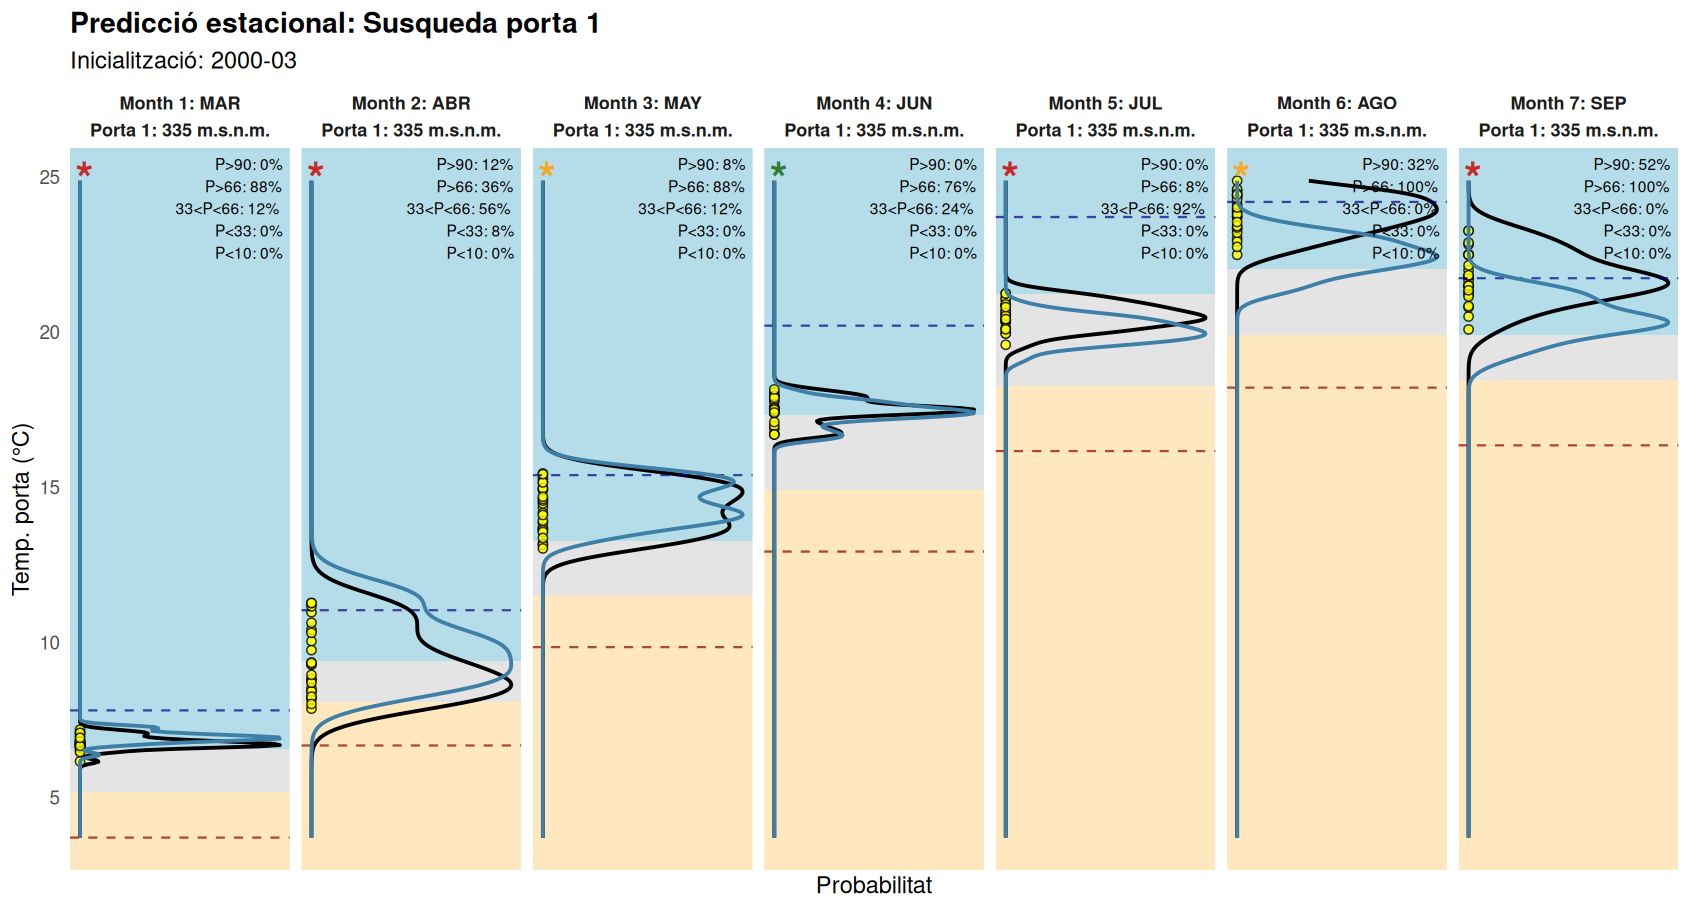 Predicció estacional: Susqueda porta 1
Inicialització: 2000-03
Month 1: MAR
Porta 1: 335 m.s.n.m.
Month 2: ABR
Porta 1: 335 m.s.n.m.
Month 3: MAY
Porta 1: 335 m.s.n.m.
Month 4: JUN
Porta 1: 335 m.s.n.m.
Month 5: JUL
Porta 1: 335 m.s.n.m.
Month 6: AGO
Porta 1: 335 m.s.n.m.
Month 7: SEP
Porta 1: 335 m.s.n.m.
Temp. porta (°C)
25
20
15
10
5
*
P>90: 0%
P>66: 88%
33<P<66: 12%
P<33: 0%
P<10: 0%
*
P>90: 12%
P>66: 36%
33<P<66: 56%
P<33: 8%
P<10: 0%
*
P>90: 8%
P>66: 88%
33<P<66: 12%
P<33: 0%
P<10: 0%
*
P>90: 0%
P>66: 76%
33<P<66: 24%
P<33: 0%
P<10: 0%
*
P>90: 0%
P>66: 8%
33<P<66: 92%
P<33: 0%
P<10: 0%
*
P>90: 32%
P>66: 100%
33<P<66: 0%
P<33: 0%
P<10: 0%
*
P>90: 52%
P>66: 100%
33<P<66: 0%
P<33: 0%
P<10: 0%
Probabilitat